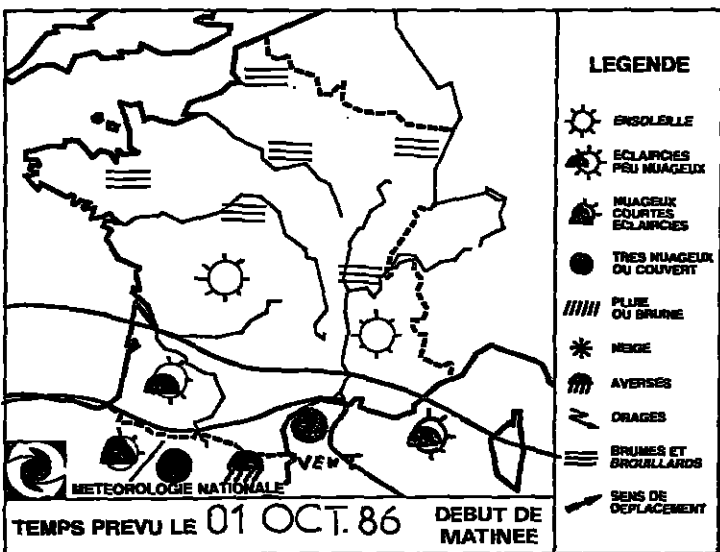 LEGENDE
ENSOLEILLE
ECLAIRCIES
PEU NUAGEUX
NUAGEUX
COURTES
ECLAIRCIES
TRES NUAGEUX
OU COUVERT
PLUIE
OU BRUINE
NEIGE
AVERSES
ORAGES
BRUMES ET
BROUILLARDS
SENS DE
DEPLACEMENT
VENT
METEOROLOGIE NATIONALE
TEMPS PREVU LE 01 OCT. 86 DEBUT DE
MATINEE